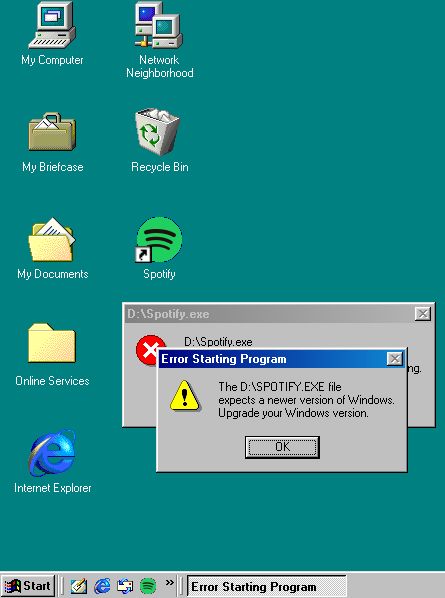 My Computer
Network
Neighborhood
My Briefcase
Recycle Bin
My Documents
Spotify
Online Services
Internet Explorer
D:\Spotify.exe
D:\Spotify.exe
Error Starting Program
The D:\SPOTIFY.EXE file
expects a newer version of Windows.
Upgrade your Windows version.
OK
Start
»
Error Starting Program